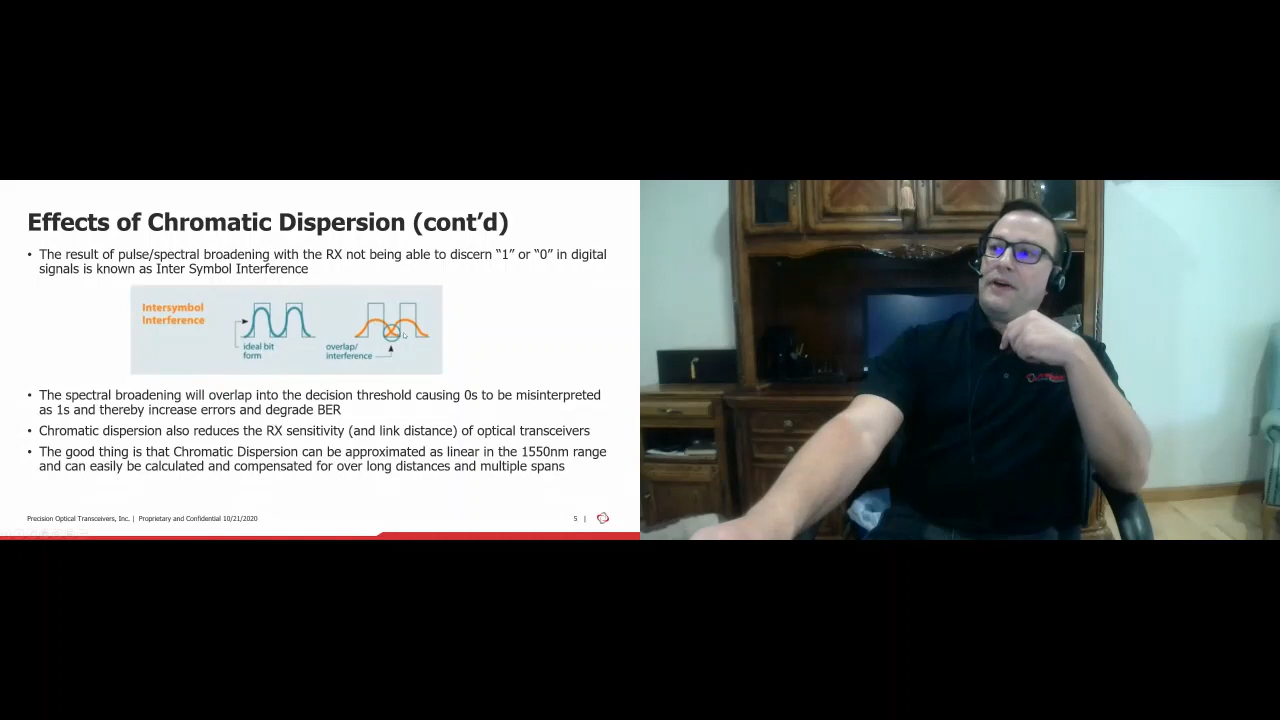 Effects of Chromatic Dispersion (cont’d)
• The result of pulse/spectral broadening with the RX not being able to discern “1” or “0” in digital
signals is known as Inter Symbol Interference
Intersymbol
Interference
ideal bit
form
overlap/
interference
• The spectral broadening will overlap into the decision threshold causing 0s to be misinterpreted
as 1s and thereby increase errors and degrade BER
• Chromatic dispersion also reduces the RX sensitivity (and link distance) of optical transceivers
• The good thing is that Chromatic Dispersion can be approximated as linear in the 1550nm range
and can easily be calculated and compensated for over long distances and multiple spans
Precision Optical Transceivers, Inc. | Proprietary and Confidential 10/21/2020
5 |